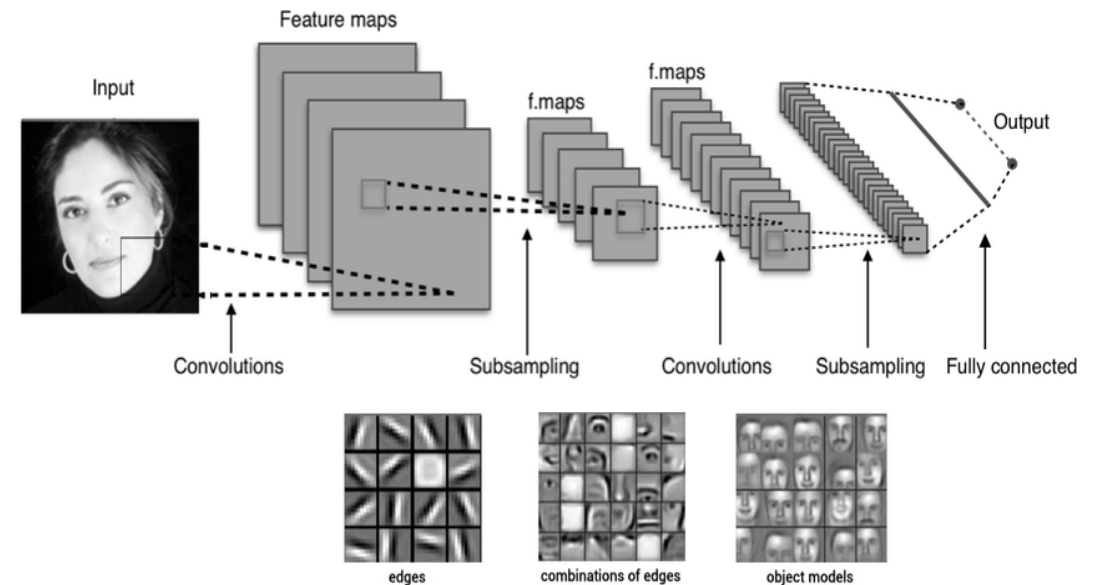 Feature maps
Input
f.maps
f.maps
Output
Convolutions
Subsampling
Convolutions
Subsampling
Fully connected
edges
combinations of edges
object models